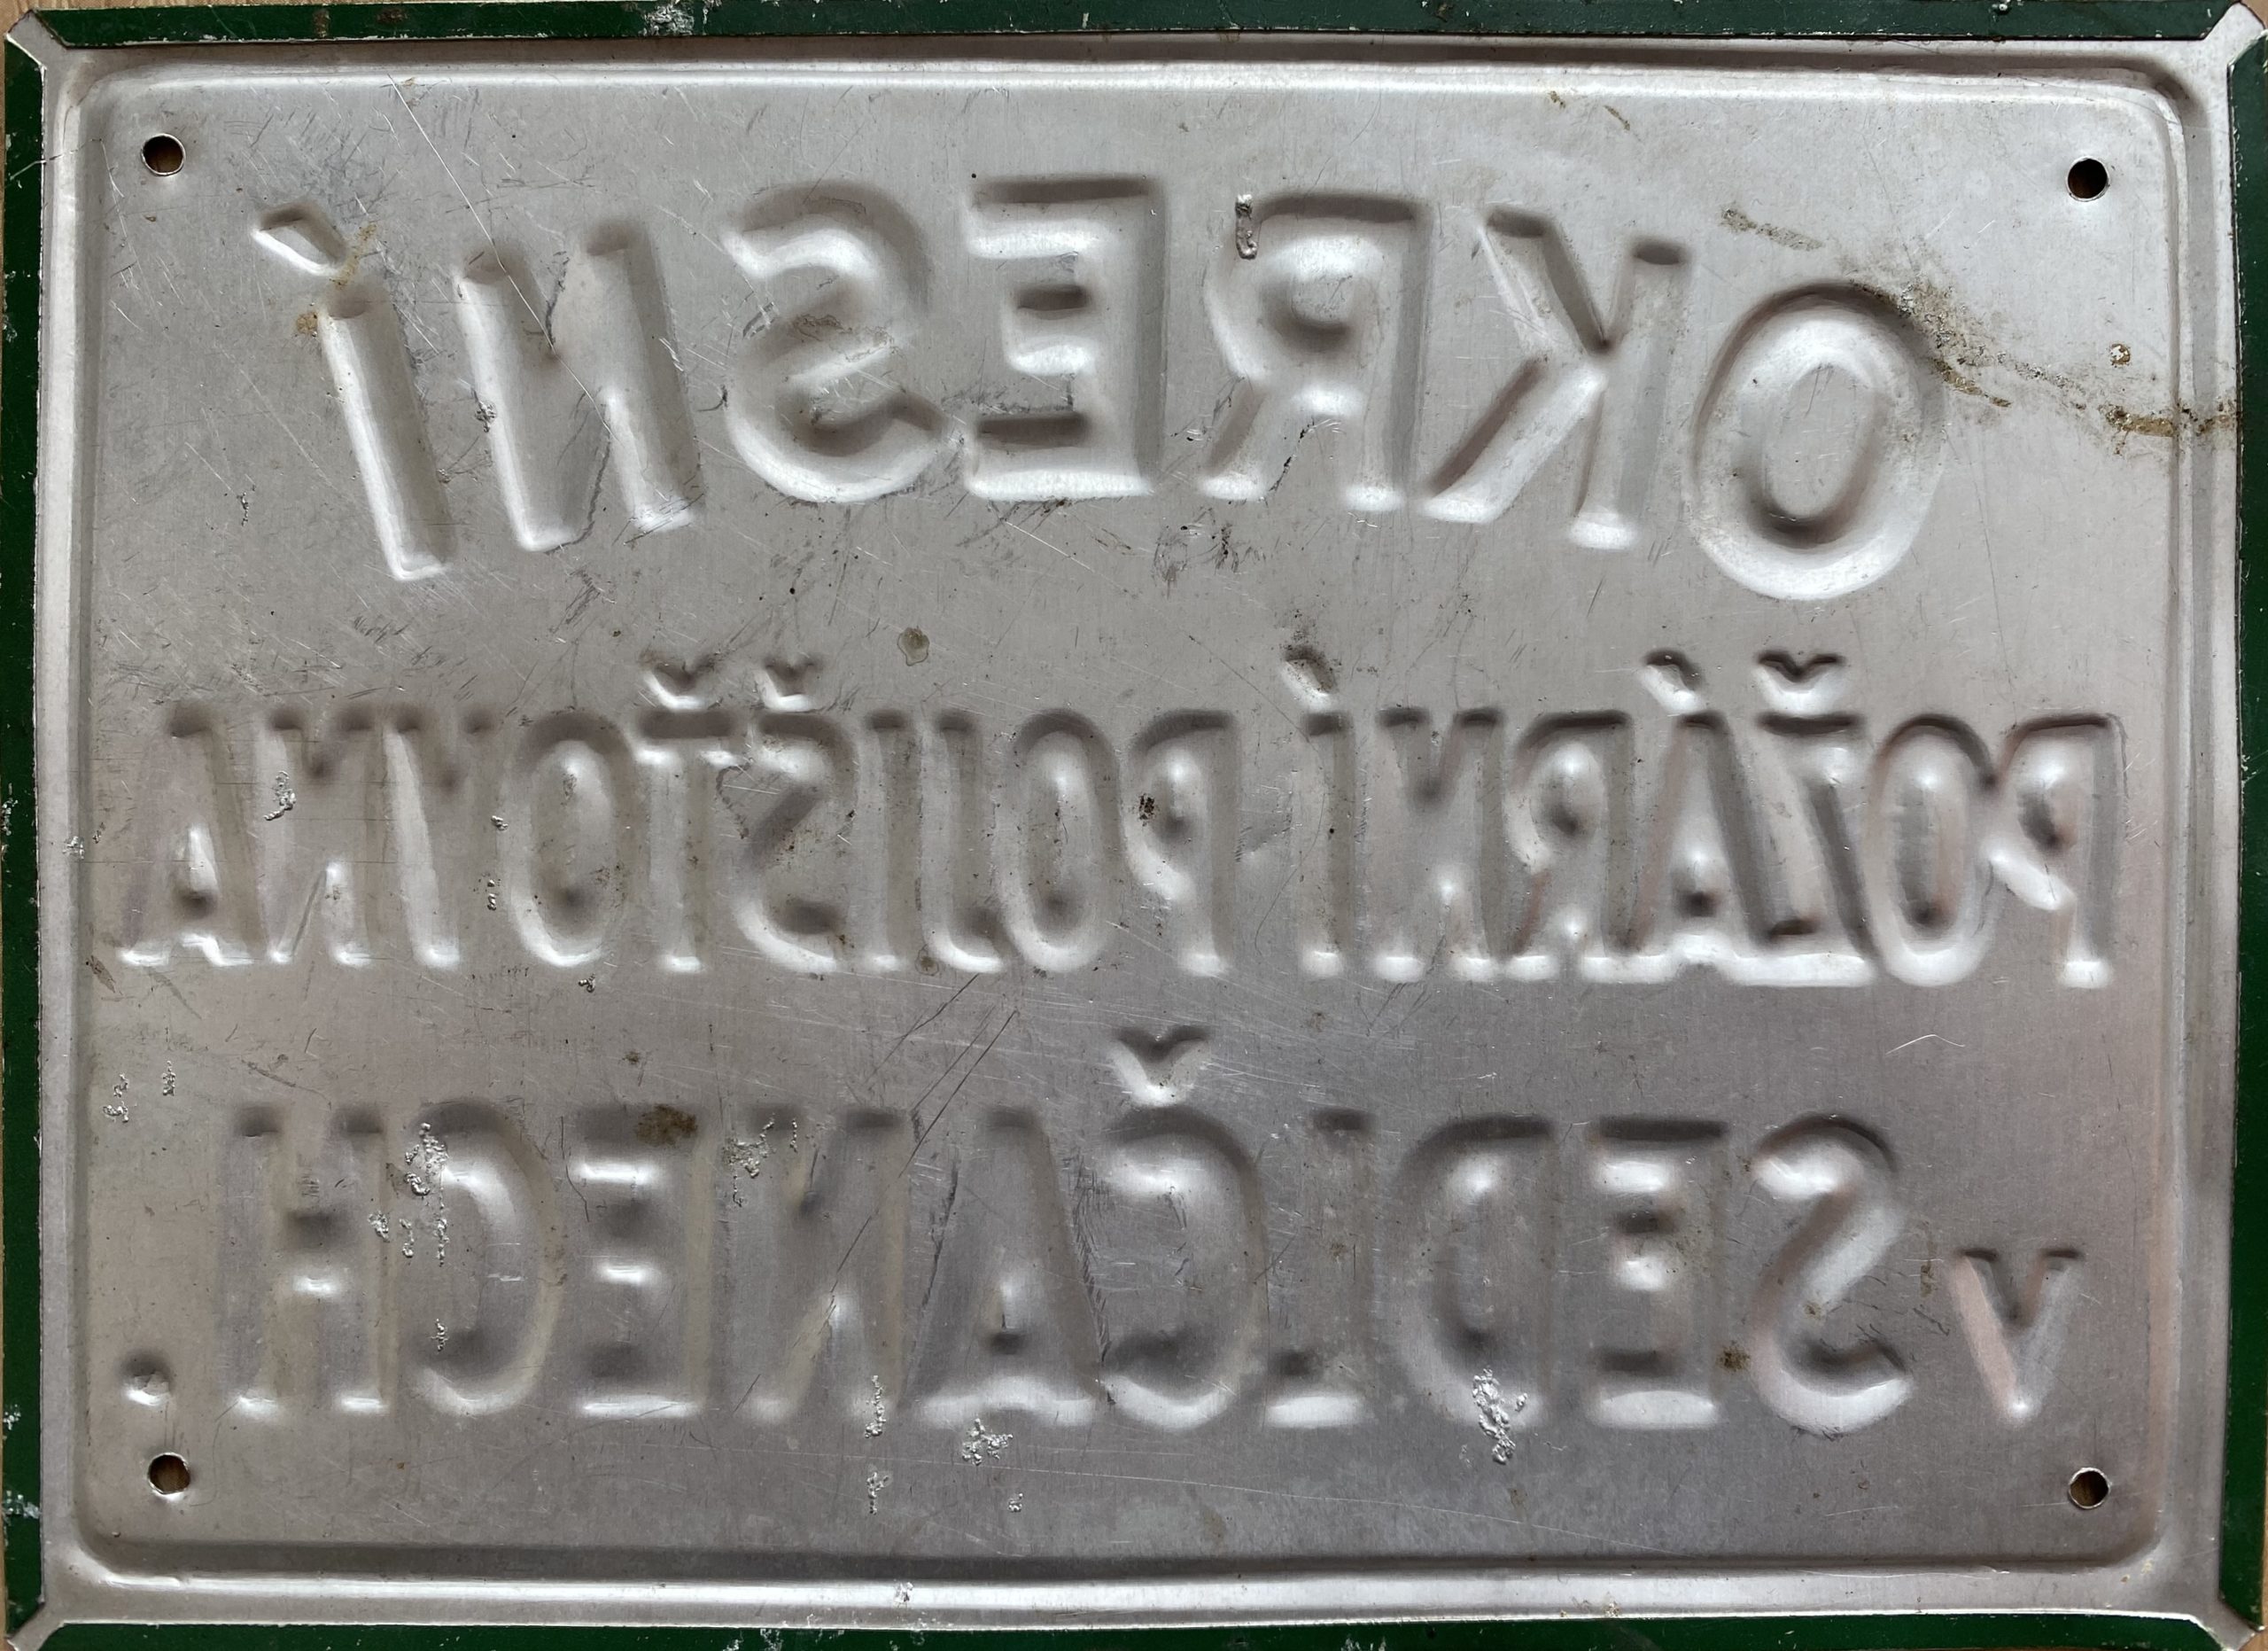 OKRESNÍ
POŽÁRNÍ POJIŠŤOVNA
v SEDLČANECH.